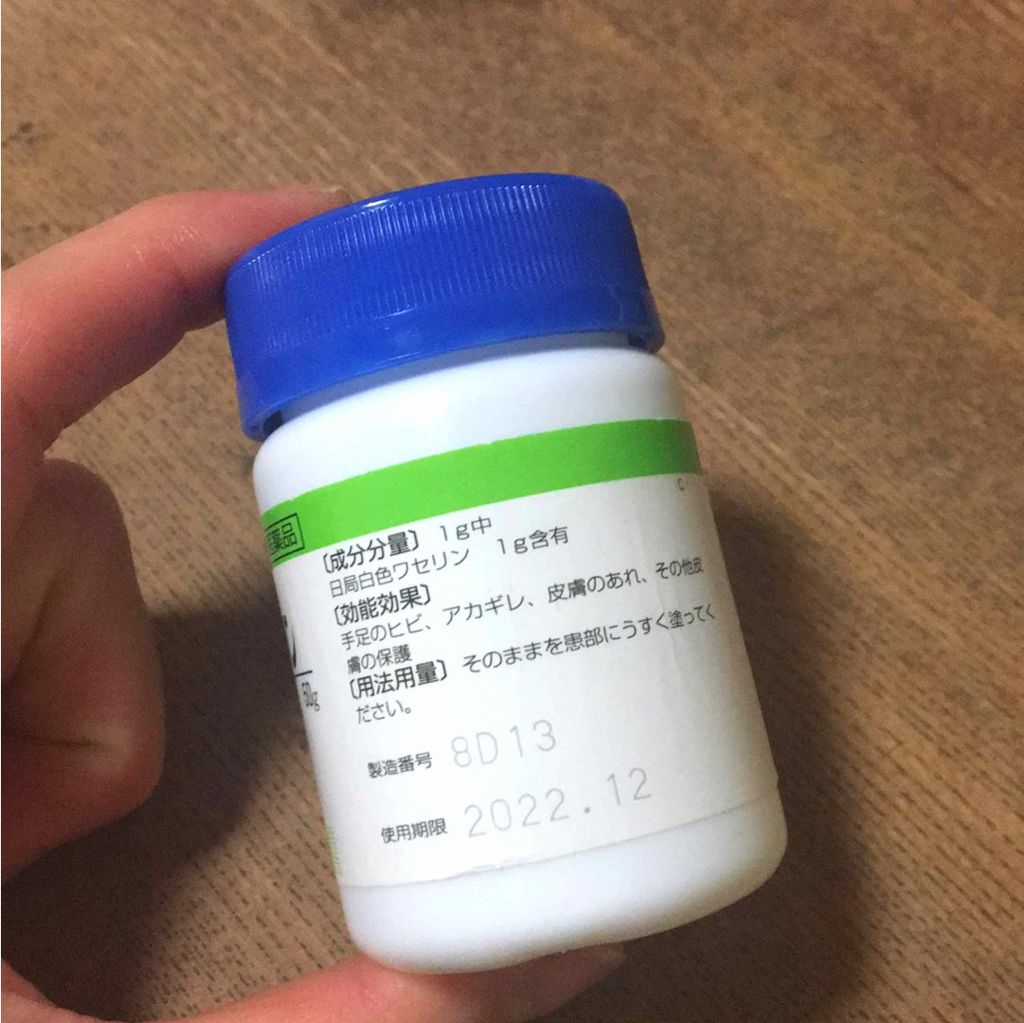 薬品
〔成分分量〕 1g中
日局白色ワセリン 1g含有
〔効能効果〕
手足のヒビ、アカギレ、皮膚のあれ、その他皮
膚の保護
〔用法用量〕 そのままを患部にうすく塗ってく
ださい。
50g
製造番号 8D13
使用期限 2022.12